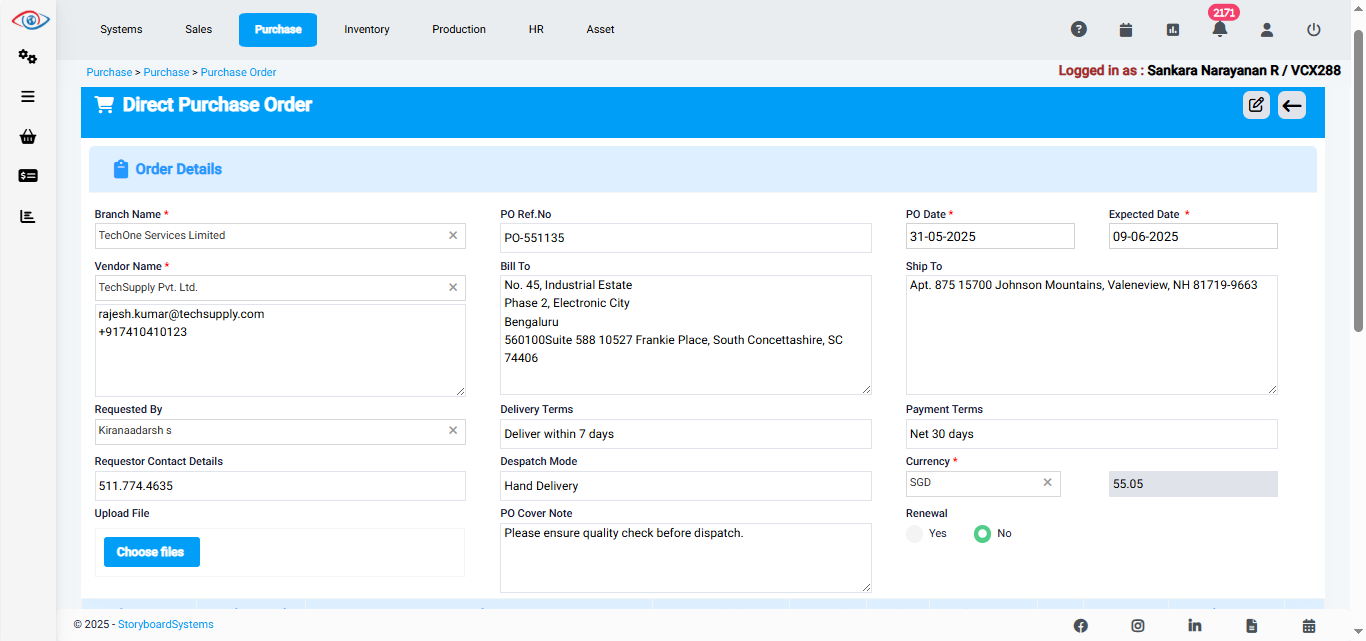 2171
Systems Sales Purchase Inventory Production HR Asset
Purchase > Purchase > Purchase Order
Logged in as : Sankara Narayanan R / VCX288
Direct Purchase Order
Order Details
Branch Name *
TechOne Services Limited
PO Ref.No
PO-551135
PO Date *
31-05-2025
Expected Date *
09-06-2025
Vendor Name *
TechSupply Pvt. Ltd.
rajesh.kumar@techsupply.com
+917410410123
Bill To
No. 45, Industrial Estate
Phase 2, Electronic City
Bengaluru
560100Suite 588 10527 Frankie Place, South Concettashire, SC
74406
Ship To
Apt. 875 15700 Johnson Mountains, Valeneview, NH 81719-9663
Requested By
Kiranaadarsh s
Delivery Terms
Deliver within 7 days
Payment Terms
Net 30 days
Requestor Contact Details
511.774.4635
Despatch Mode
Hand Delivery
Currency *
SGD
55.05
Upload File
Choose files
PO Cover Note
Please ensure quality check before dispatch.
Renewal
Yes No
© 2025 - StoryboardSystems